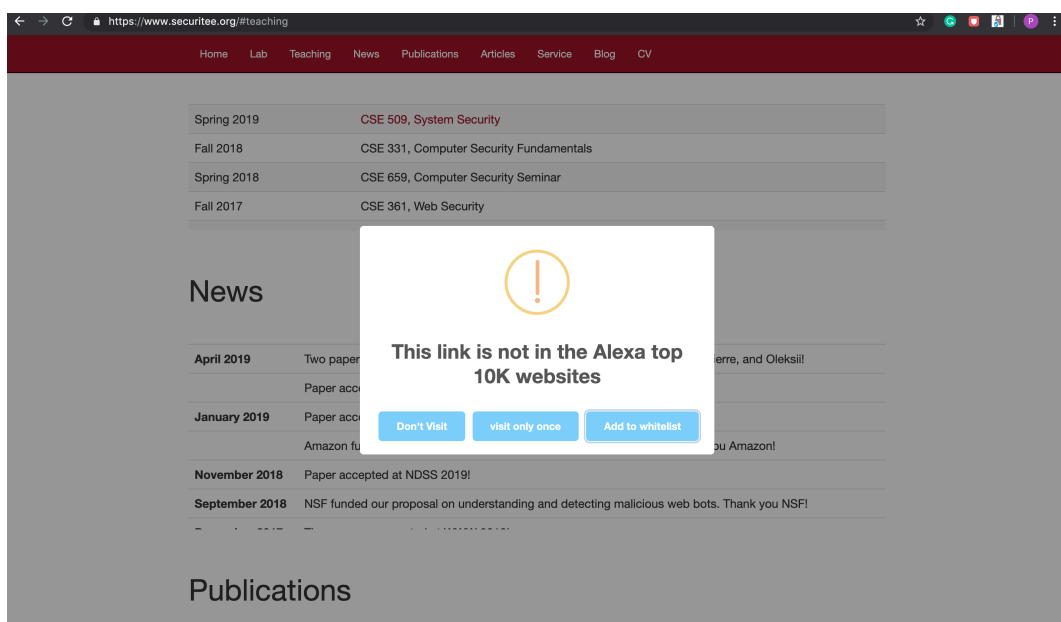 https://www.securitee.org/#teaching
P
Home Lab Teaching News Publications Articles Service Blog CV
Spring 2019 CSE 509, System Security
Fall 2018 CSE 331, Computer Security Fundamentals
Spring 2018 CSE 659, Computer Security Seminar
Fall 2017 CSE 361, Web Security
News
This link is not in the Alexa top
10K websites
Don't Visit visit only once Add to whitelist
April 2019 Two paper ierre, and Oleksii!
Paper acc
January 2019 Paper acc
Amazon fu ou Amazon!
November 2018 Paper accepted at NDSS 2019!
September 2018 NSF funded our proposal on understanding and detecting malicious web bots. Thank you NSF!
Publications